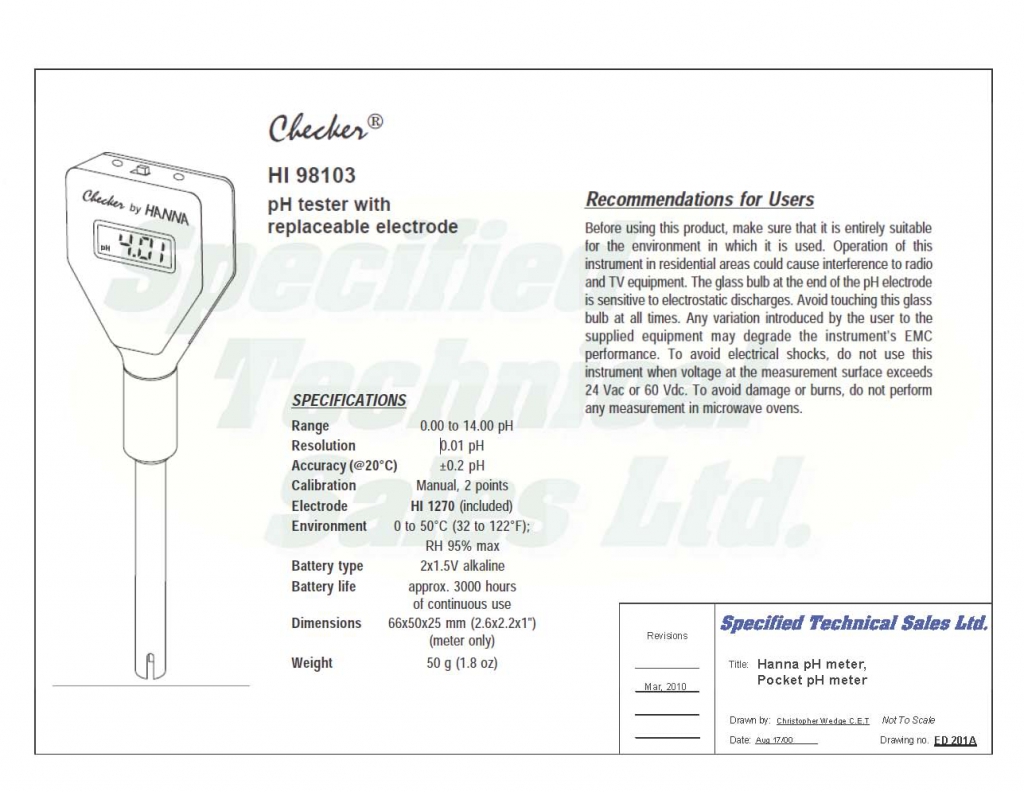 Checker®
HI 98103
pH tester with
replaceable electrode
Checker by HANNA
pH 4.01
Recommendations for Users
Before using this product, make sure that it is entirely suitable
for the environment in which it is used. Operation of this
instrument in residential areas could cause interference to radio
and TV equipment. The glass bulb at the end of the pH electrode
is sensitive to electrostatic discharges. Avoid touching this glass
bulb at all times. Any variation introduced by the user to the
supplied equipment may degrade the instrument's EMC
performance. To avoid electrical shocks, do not use this
instrument when voltage at the measurement surface exceeds
24 Vac or 60 Vdc. To avoid damage or burns, do not perform
any measurement in microwave ovens.
SPECIFICATIONS
Range 0.00 to 14.00 pH
Resolution 0.01 pH
Accuracy (@20°C) ±0.2 pH
Calibration Manual, 2 points
Electrode HI 1270 (included)
Environment 0 to 50°C (32 to 122°F);
RH 95% max
Battery type 2x1.5V alkaline
Battery life approx. 3000 hours
of continuous use
Dimensions 66x50x25 mm (2.6x2.2x1")
(meter only)
Weight 50 g (1.8 oz)
Specified
Technical
Sales Ltd.
Revisions
Mar, 2010
Specified Technical Sales Ltd.
Title: Hanna pH meter,
Pocket pH meter
Drawn by: Christopher Wedge C.E.T Not To Scale
Date: Aug 17/00 Drawing no. ED 201A